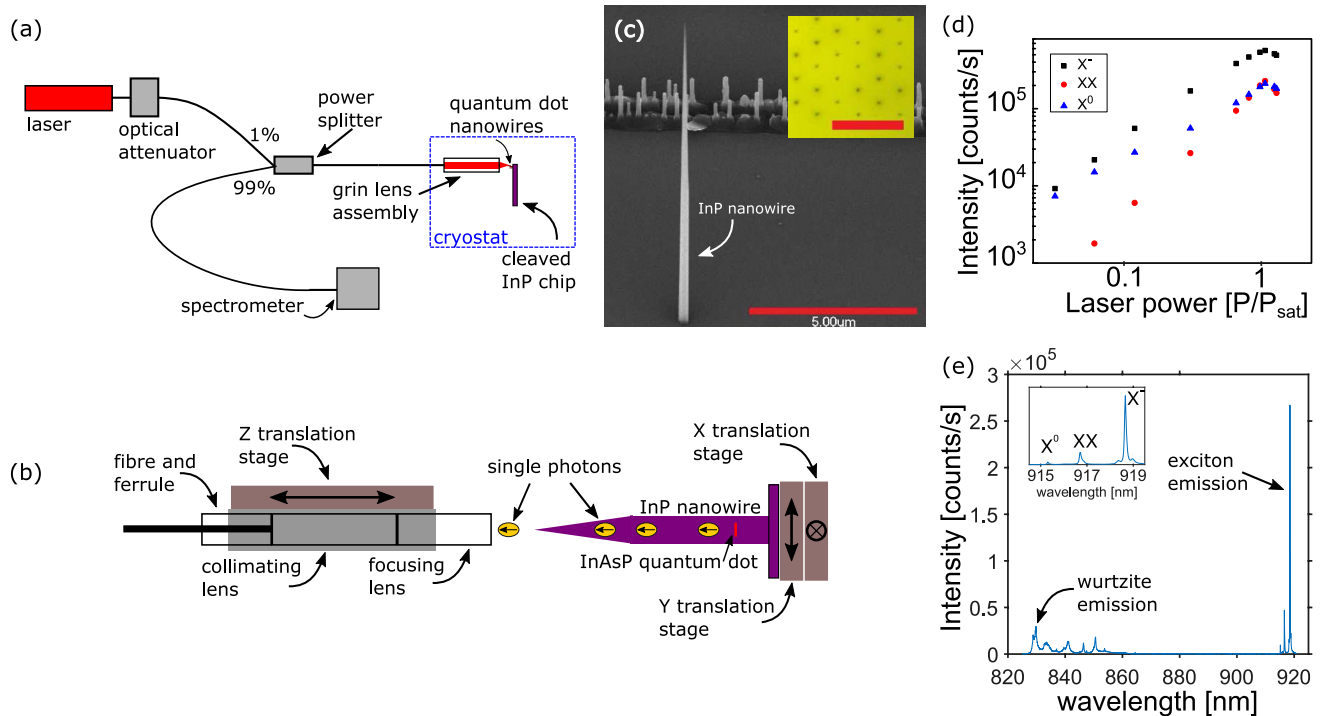 (a)
laser
optical
attenuator
1%
99%
power
splitter
quantum dot
nanowires
grin lens
assembly
cryostat
cleaved
InP chip
spectrometer
(b)
Z translation
stage
fibre and
ferrule
collimating
lens
focusing
lens
single photons
X translation
stage
InP nanowire
InAsP quantum dot
Y translation
stage
(c)
InP nanowire
5.00um
(d)
Intensity [counts/s]
10⁵
10⁴
10³
X⁻
XX
X⁰
0.1
1
Laser power [P/Psat]
(e)
×10⁵
Intensity [counts/s]
3
2.5
2
1.5
1
0.5
0
X⁰
XX
X⁻
915
917
919
wavelength [nm]
exciton
emission
wurtzite
emission
820
840
860
880
900
920
wavelength [nm]